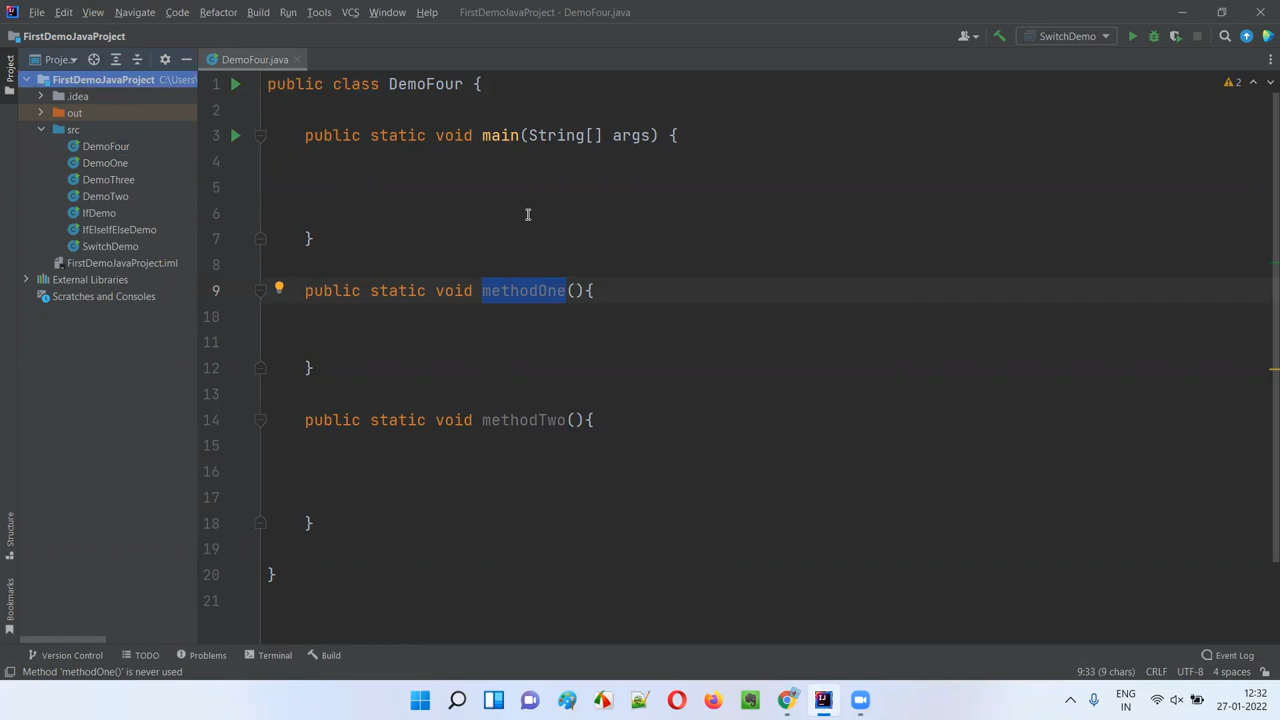 File Edit View Navigate Code Refactor Build Run Tools VCS Window Help FirstDemoJavaProject - DemoFour.java
FirstDemoJavaProject SwitchDemo
Project Proje... DemoFour.java
FirstDemoJavaProject C:\Users\
.idea
out
src
DemoFour
DemoOne
DemoThree
DemoTwo
IfDemo
IfElseIfElseDemo
SwitchDemo
FirstDemoJavaProject.iml
External Libraries
Scratches and Consoles
Structure
Bookmarks
2
1 public class DemoFour {
2
3 public static void main(String[] args) {
4
5
6
7 }
8
9 public static void methodOne(){
10
11
12 }
13
14 public static void methodTwo(){
15
16
17
18 }
19
20 }
21
Version Control TODO Problems Terminal Build Event Log
Method 'methodOne()' is never used 9:33 (9 chars) CRLF UTF-8 4 spaces
ENG IN 12:32 27-01-2022